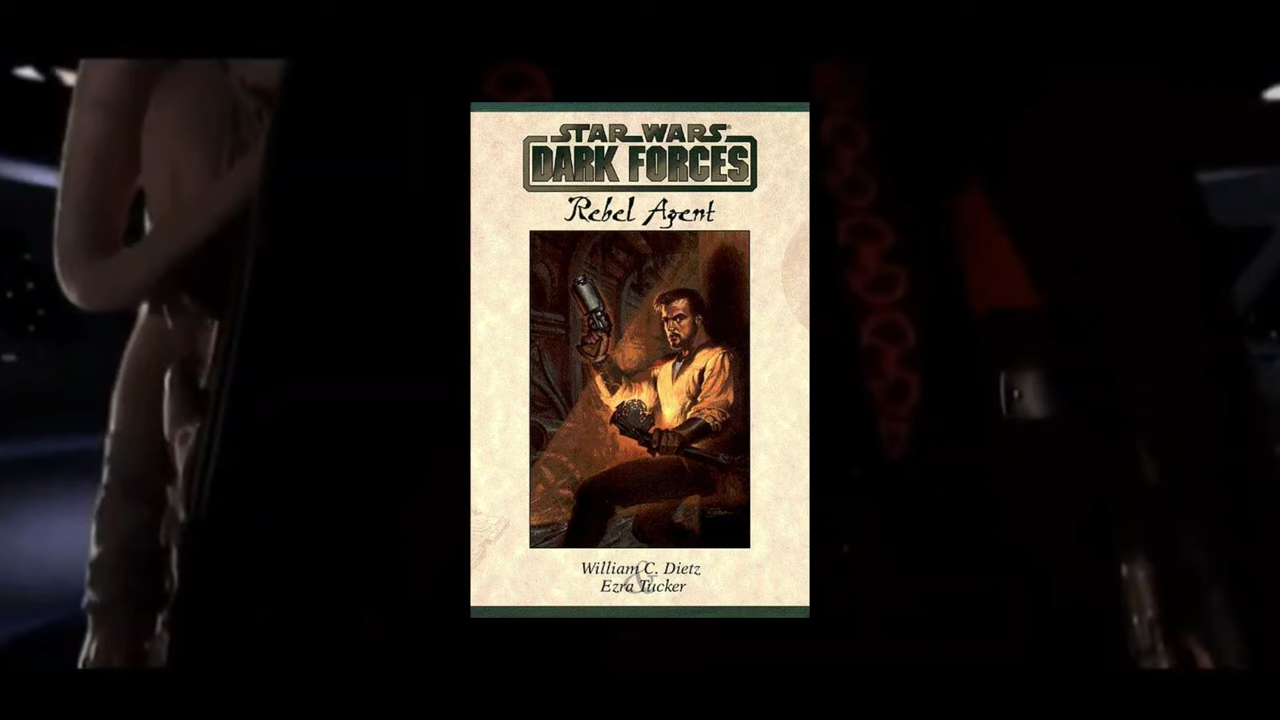 STAR WARS®
DARK FORCES
Rebel Agent
William C. Dietz
&
Ezra Tucker